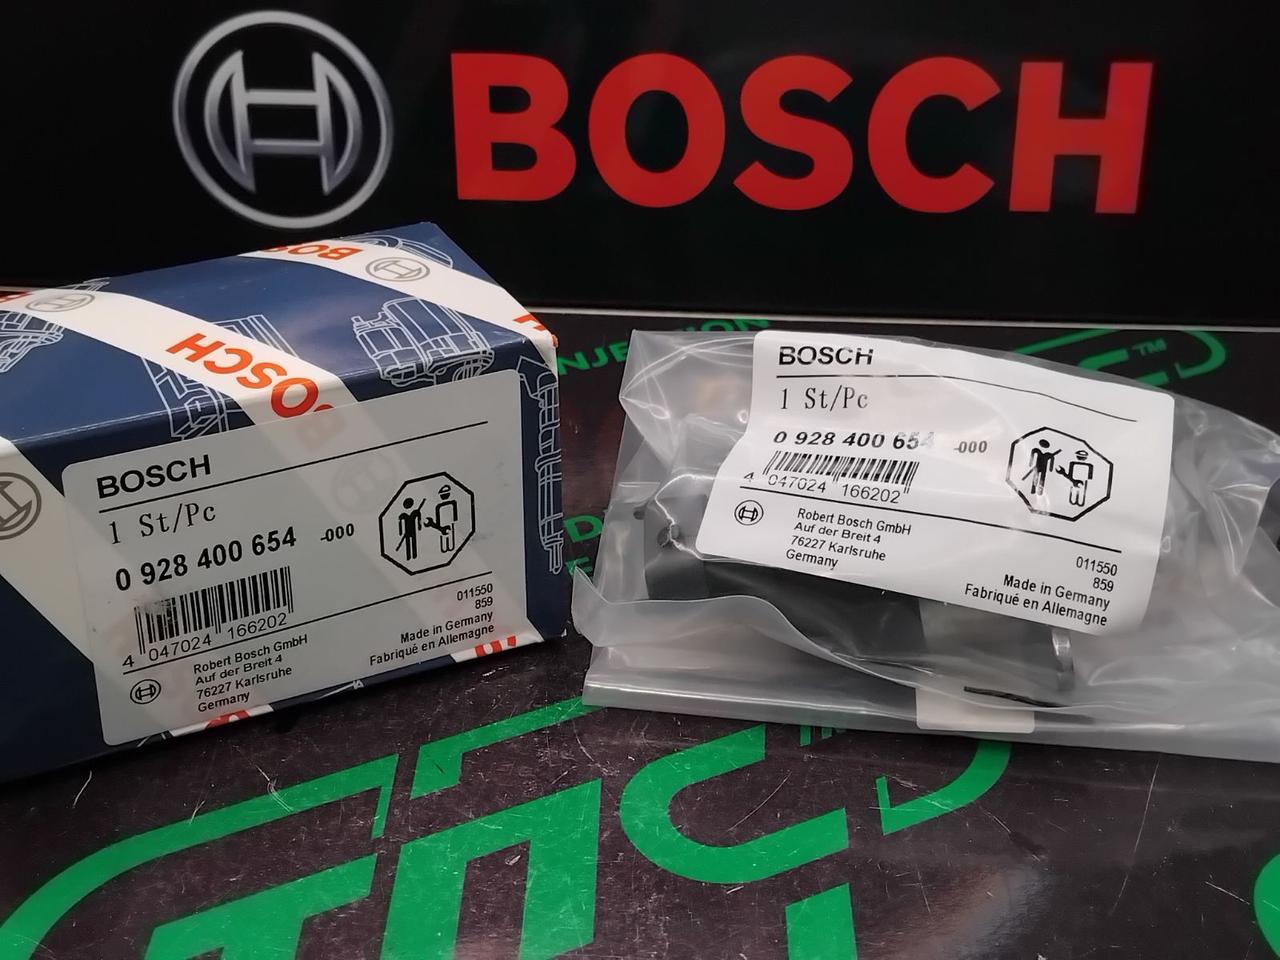 BOSCH
BOSCH
BOSCH
BOSCH
BOSCH
1 St/Pc
0 928 400 654 -000
4 047024 166202
Robert Bosch GmbH
Auf der Breit 4
76227 Karlsruhe
Germany
011550
859
Made in Germany
Fabriqué en Allemagne
BOSCH
1 St/Pc
0 928 400 654 -000
4 047024 166202
Robert Bosch GmbH
Auf der Breit 4
76227 Karlsruhe
Germany
011550
859
Made in Germany
Fabriqué en Allemagne
TM